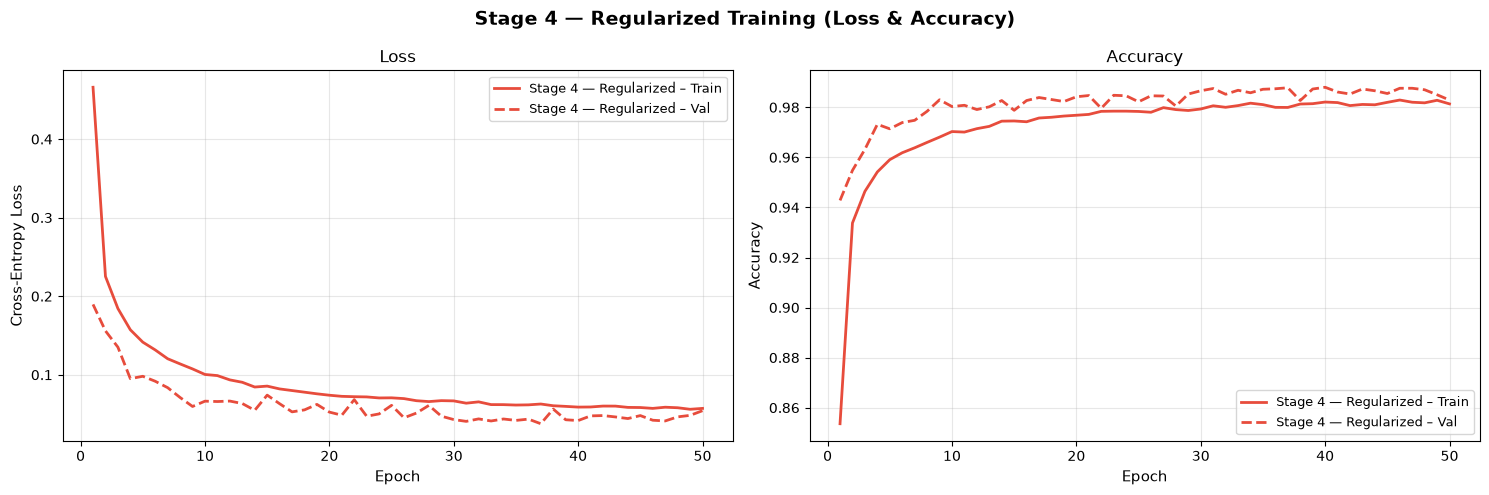 Stage 4 — Regularized Training (Loss & Accuracy)
Loss
Cross-Entropy Loss
0.4
0.3
0.2
0.1
0 10 20 30 40 50
Epoch
Stage 4 — Regularized – Train
Stage 4 — Regularized – Val
Accuracy
Accuracy
0.98
0.96
0.94
0.92
0.90
0.88
0.86
0 10 20 30 40 50
Epoch
Stage 4 — Regularized – Train
Stage 4 — Regularized – Val